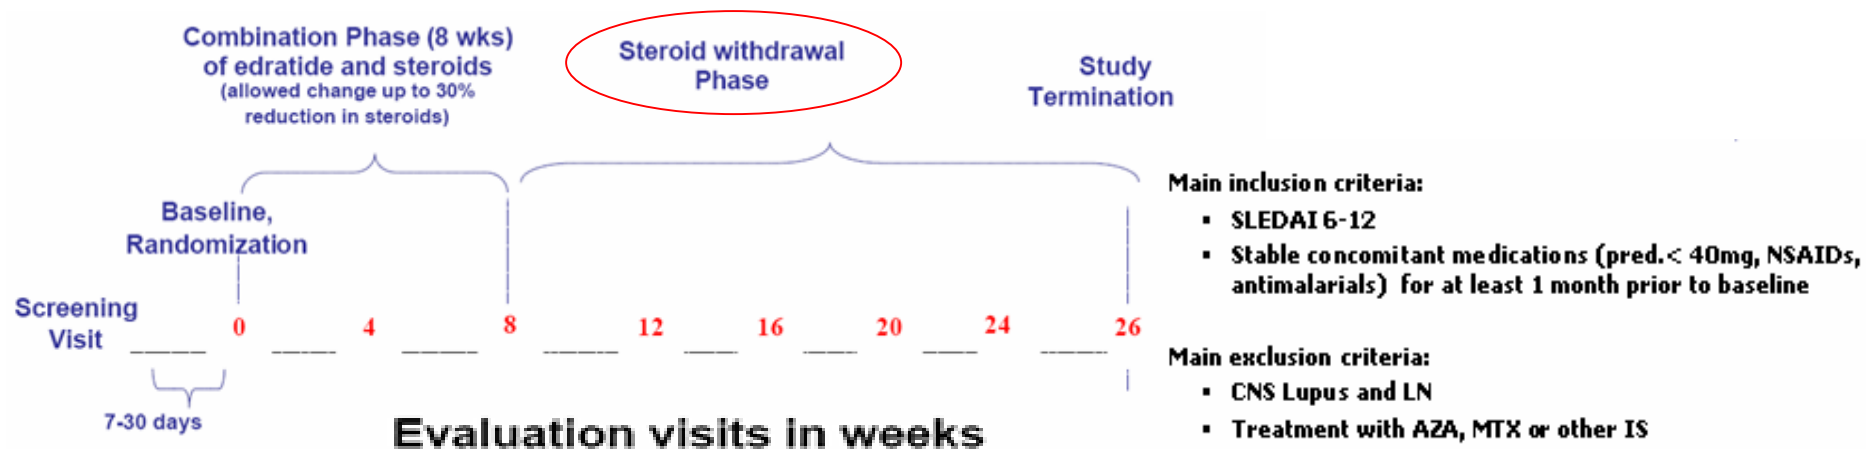 Combination Phase (8 wks)
of edratide and steroids
(allowed change up to 30%
reduction in steroids)
Steroid withdrawal
Phase
Study
Termination
Baseline,
Randomization
Screening
Visit
0 4 8 12 16 20 24 26
7-30 days
Evaluation visits in weeks
Main inclusion criteria:
▪ SLEDAI 6-12
▪ Stable concomitant medications (pred.< 40mg, NSAIDs,
antimalarials) for at least 1 month prior to baseline
Main exclusion criteria:
▪ CNS Lupus and LN
▪ Treatment with AZA, MTX or other IS